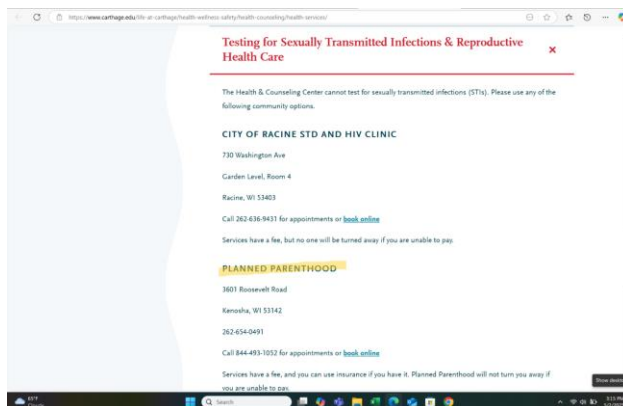 https://www.carthage.edu/life-at-carthage/health-wellness-safety/health-counseling/health-services/
Testing for Sexually Transmitted Infections & Reproductive
Health Care
The Health & Counseling Center cannot test for sexually transmitted infections (STIs). Please use any of the
following community options.
CITY OF RACINE STD AND HIV CLINIC
730 Washington Ave
Garden Level, Room 4
Racine, WI 53403
Call 262-636-9431 for appointments or book online
Services have a fee, but no one will be turned away if you are unable to pay.
PLANNED PARENTHOOD
3601 Roosevelt Road
Kenosha, WI 53142
262-654-0491
Call 844-493-1052 for appointments or book online
Services have a fee, and you can use insurance if you have it. Planned Parenthood will not turn you away if
you are unable to pay.
Cloudy
Search
3:15 PM